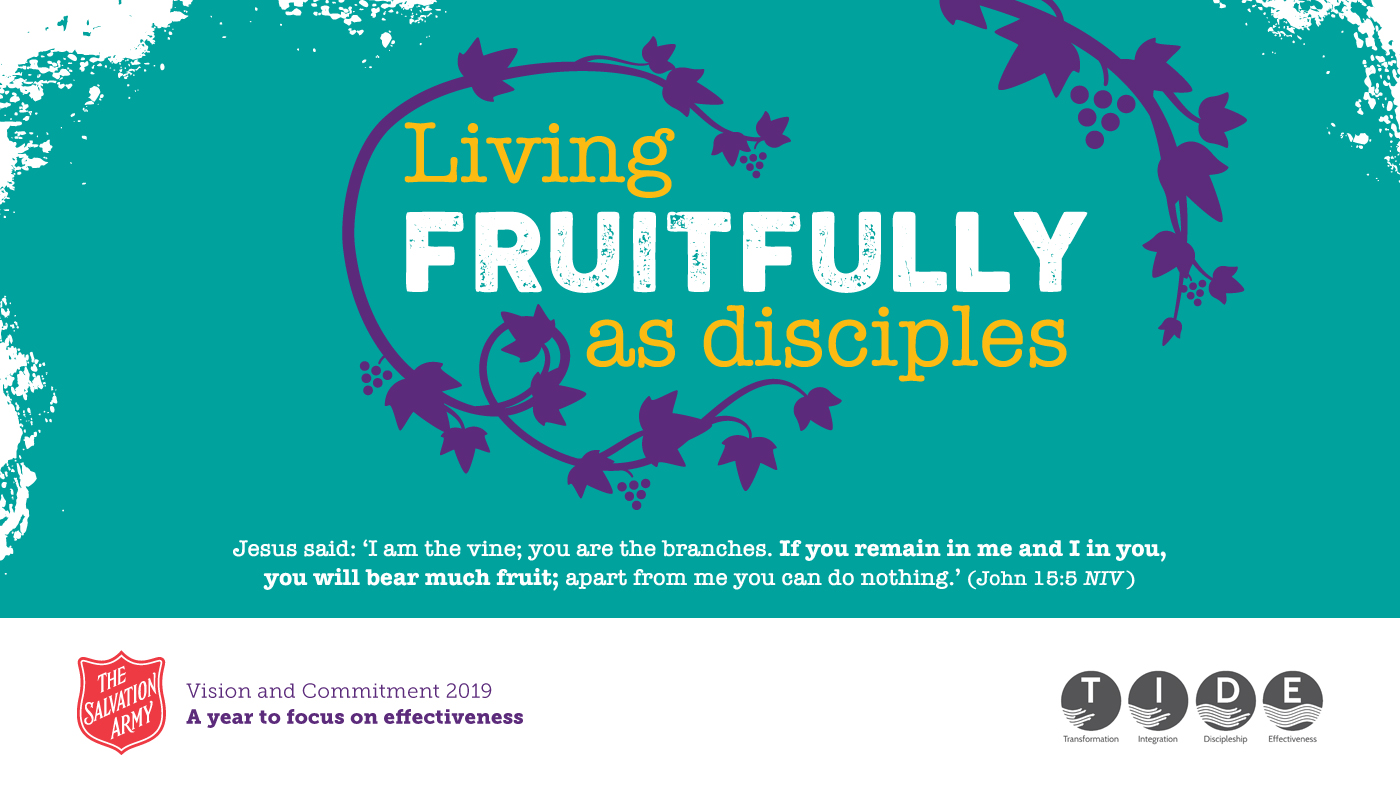 Living
FRUITFULLY
as disciples
Jesus said: ‘I am the vine; you are the branches. If you remain in me and I in you,
you will bear much fruit; apart from me you can do nothing.’ (John 15:5 NIV)
THE
SALVATION
ARMY
Vision and Commitment 2019
A year to focus on effectiveness
T I D E
Transformation Integration Discipleship Effectiveness